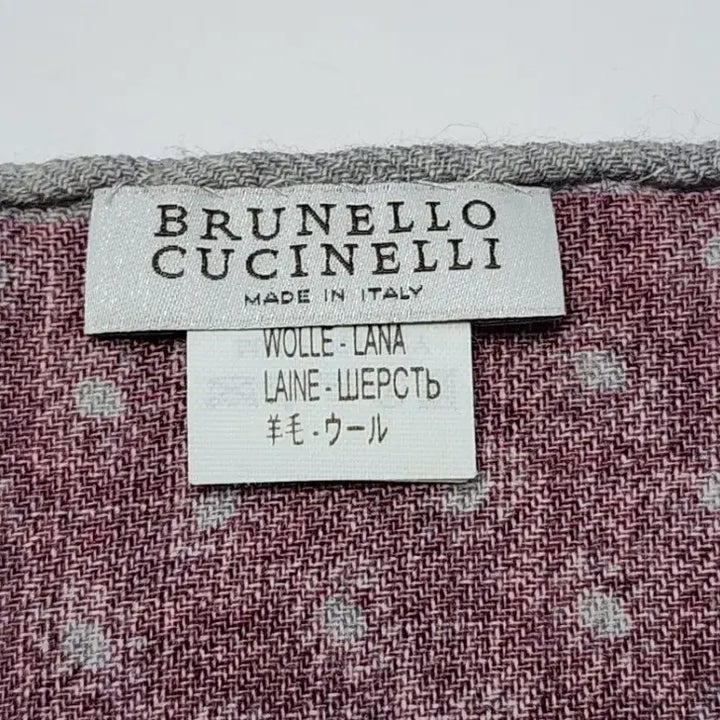 BRUNELLO
CUCINELLI
MADE IN ITALY
WOLLE - LANA
LAINE - ШЕРСТЬ
羊毛 - ウール